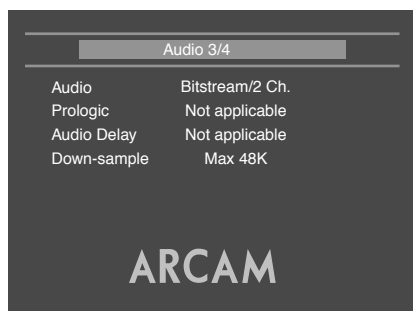 Audio 3/4
Audio Bitstream/2 Ch.
Prologic Not applicable
Audio Delay Not applicable
Down-sample Max 48K
ARCAM